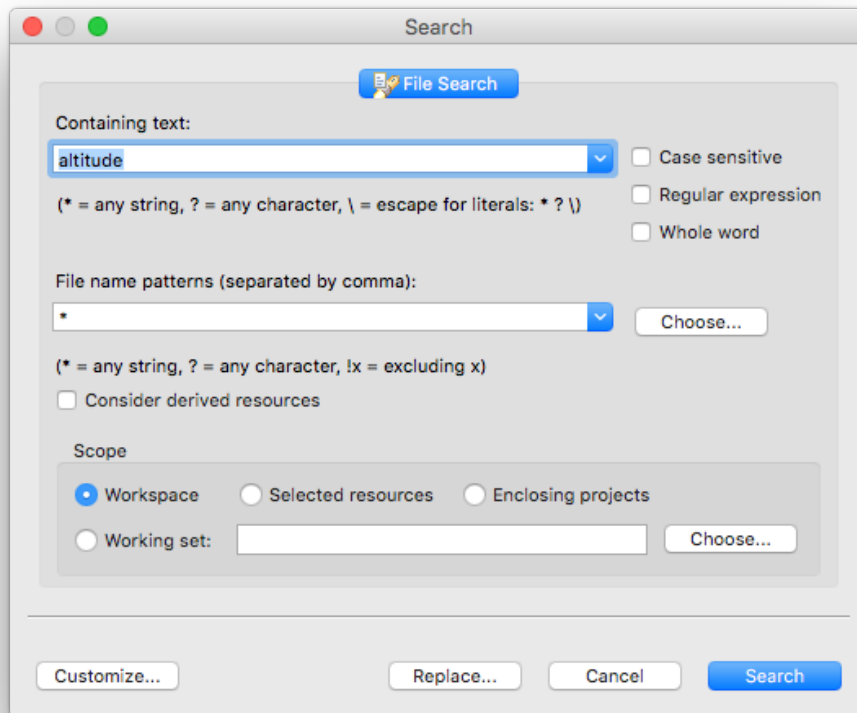 Search
File Search
Containing text:
altitude
Case sensitive
(* = any string, ? = any character, \ = escape for literals: * ? \)
Regular expression
Whole word
File name patterns (separated by comma):
*
Choose...
(* = any string, ? = any character, !x = excluding x)
Consider derived resources
Scope
Workspace Selected resources Enclosing projects
Working set: Choose...
Customize... Replace... Cancel Search